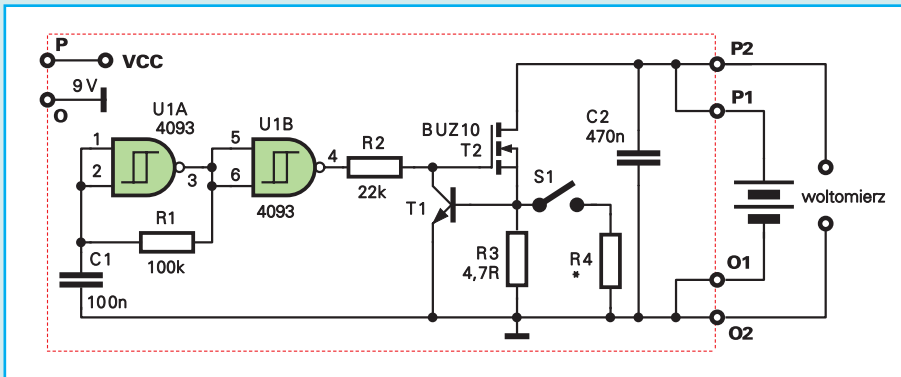 P
VCC
9V
O
U1A
4093
1
2
3
U1B
5
6
4
4093
R1
100k
C1
100n
R2
22k
BUZ10
T2
T1
S1
R3
4,7R
R4
*
C2
470n
P2
P1
woltomierz
O1
O2